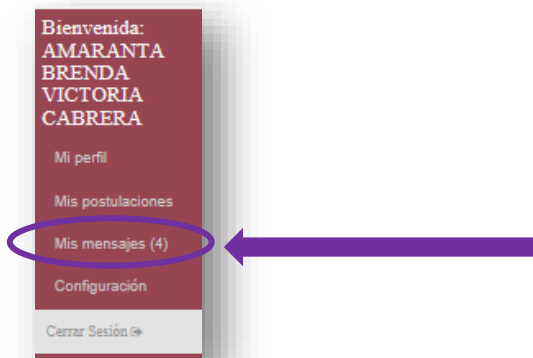 Bienvenida:
AMARANTA
BRENDA
VICTORIA
CABRERA
Mi perfil
Mis postulaciones
Mis mensajes (4)
Configuración
Cerrar Sesión